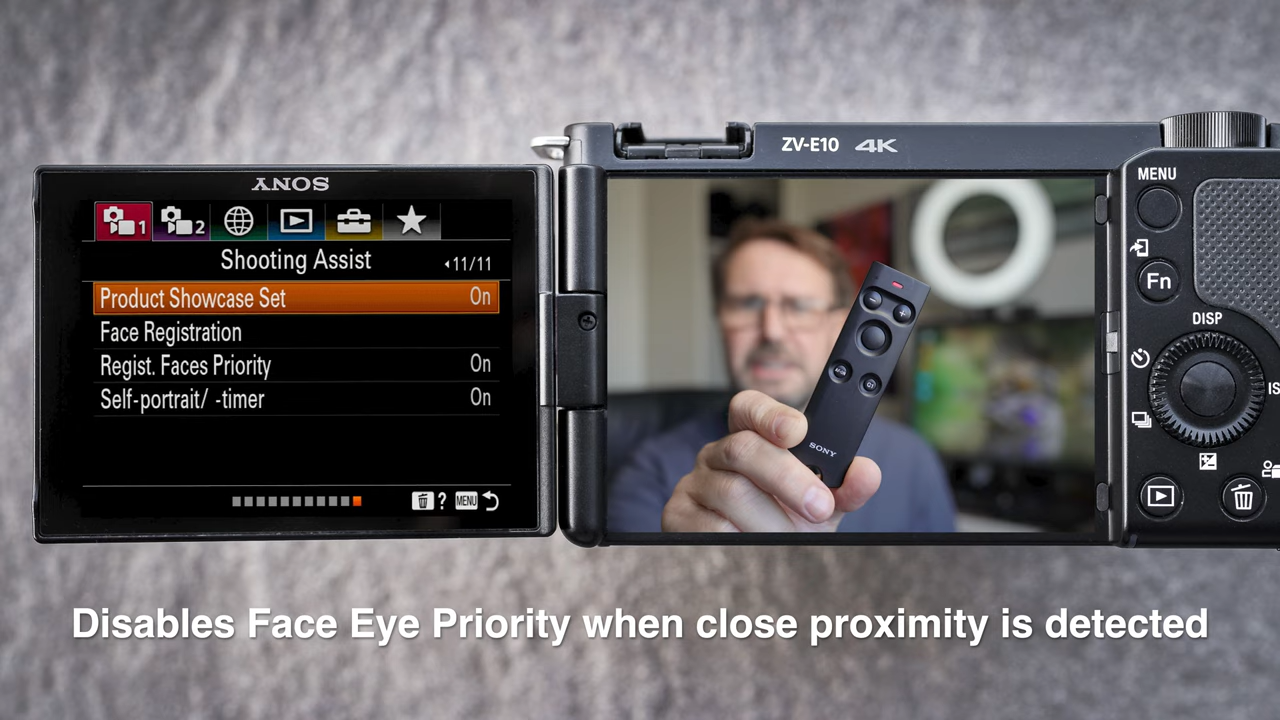 SONY
1
2
Shooting Assist
11/11
Product Showcase Set On
Face Registration
Regist. Faces Priority On
Self-portrait/ -timer On
? MENU
ZV-E10 4K
MENU
Fn
DISP
SONY
Disables Face Eye Priority when close proximity is detected